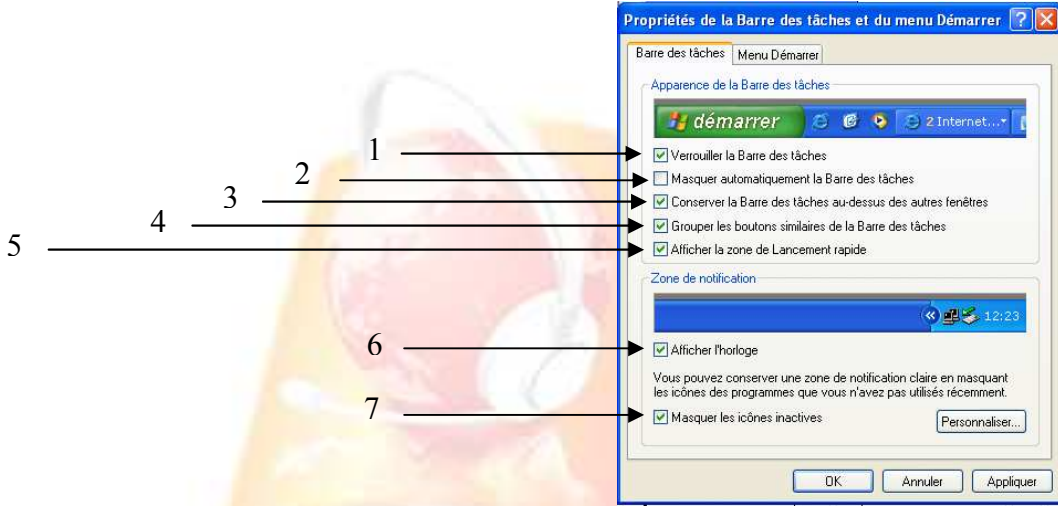 Propriétés de la Barre des tâches et du menu Démarrer
Barre des tâches Menu Démarrer
Apparence de la Barre des tâches
démarrer 2 Internet...
1 Verrouiller la Barre des tâches
2 Masquer automatiquement la Barre des tâches
3 Conserver la Barre des tâches au-dessus des autres fenêtres
4 Grouper les boutons similaires de la Barre des tâches
5 Afficher la zone de Lancement rapide
Zone de notification
12:23
6 Afficher l'horloge
Vous pouvez conserver une zone de notification claire en masquant
les icônes des programmes que vous n'avez pas utilisés récemment.
7 Masquer les icônes inactives
Personnaliser...
OK Annuler Appliquer